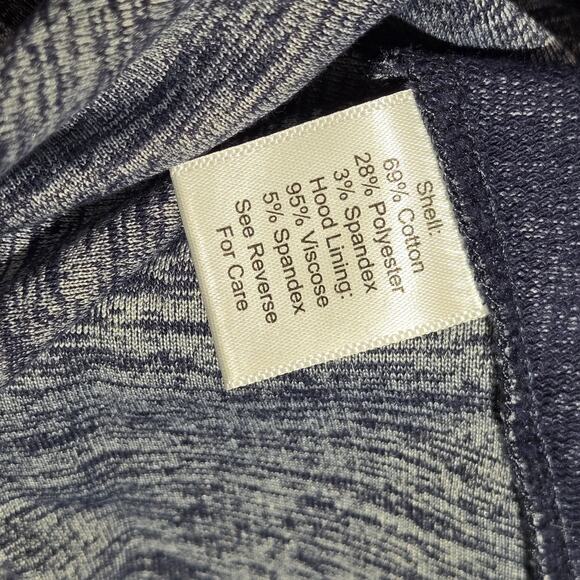 Shell:
69% Cotton
28% Polyester
3% Spandex
Hood Lining:
95% Viscose
5% Spandex
See Reverse
For Care